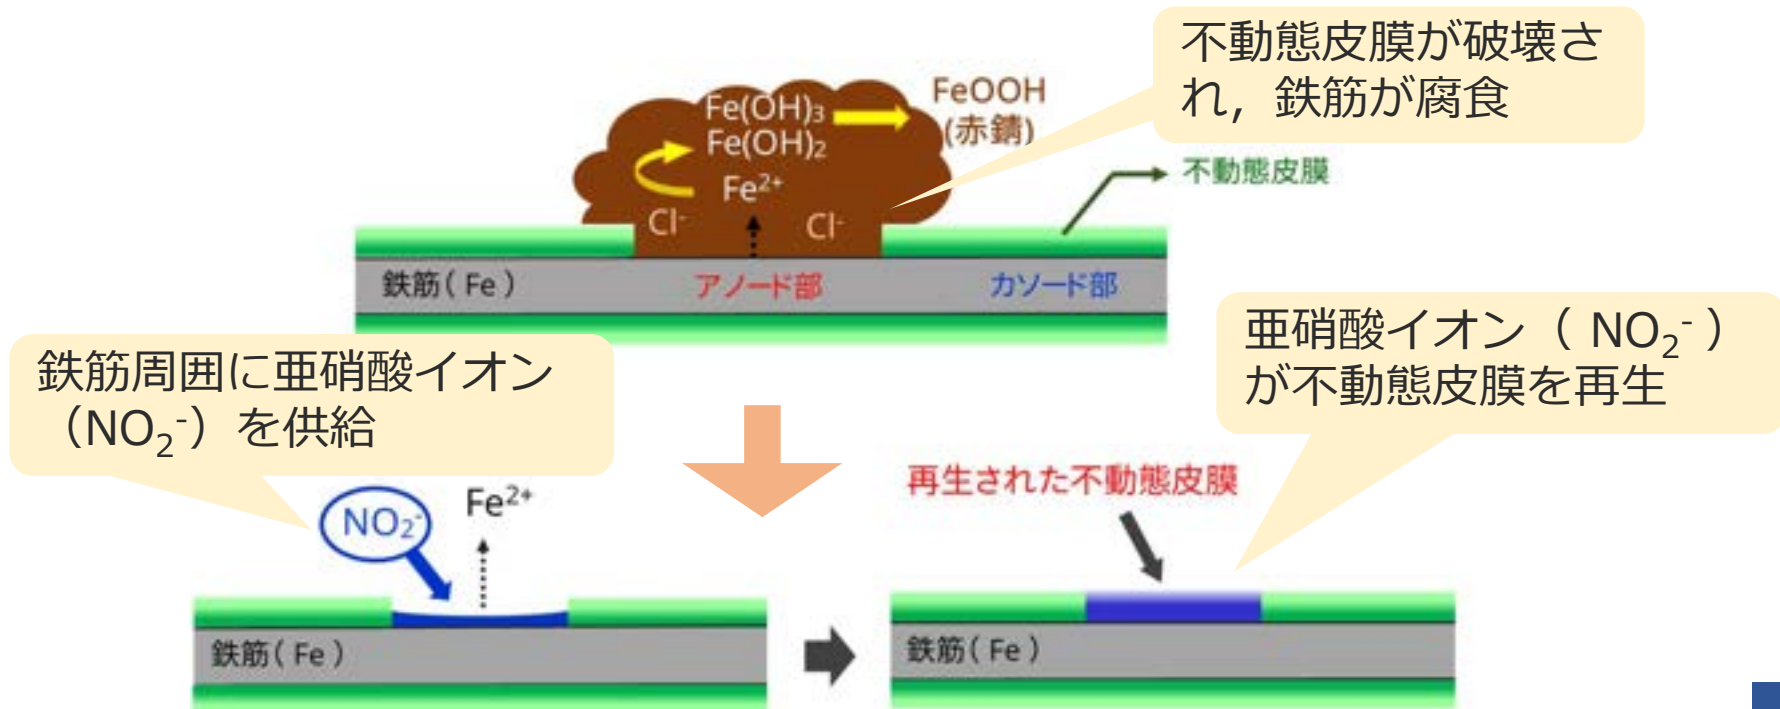 不動態皮膜が破壊さ
れ，鉄筋が腐食
FeOOH
(赤錆)
Fe(OH)₃
Fe(OH)₂
Fe²⁺
Cl⁻
Cl⁻
不動態皮膜
鉄筋( Fe )
アノード部
カソード部
鉄筋周囲に亜硝酸イオン
（NO₂⁻）を供給
亜硝酸イオン（ NO₂⁻ ）
が不動態皮膜を再生
NO₂⁻
Fe²⁺
鉄筋( Fe )
再生された不動態皮膜
鉄筋( Fe )